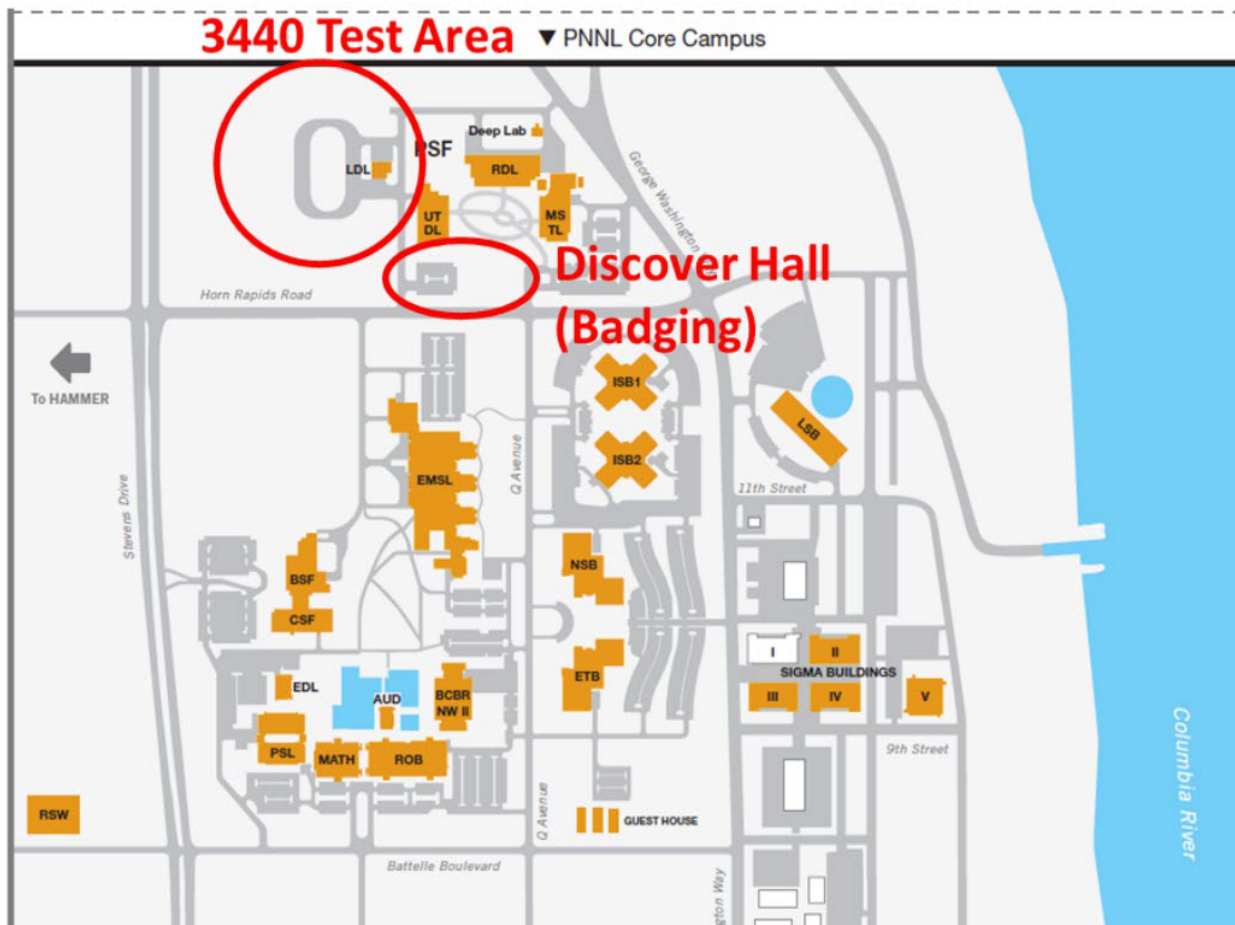 3440 Test Area
▼ PNNL Core Campus
Deep Lab
PSF
LDL
RDL
UT
DL
MS
TL
George Washington
Discover Hall
(Badging)
Horn Rapids Road
To HAMMER
ISB1
ISB2
LSB
EMSL
Q Avenue
11th Street
Stevens Drive
BSF
CSF
NSB
I
II
SIGMA BUILDINGS
III
IV
V
EDL
AUD
BCBR
NW II
ETB
PSL
MATH
ROB
9th Street
Columbia River
RSW
Q Avenue
GUEST HOUSE
Battelle Boulevard
gton Way